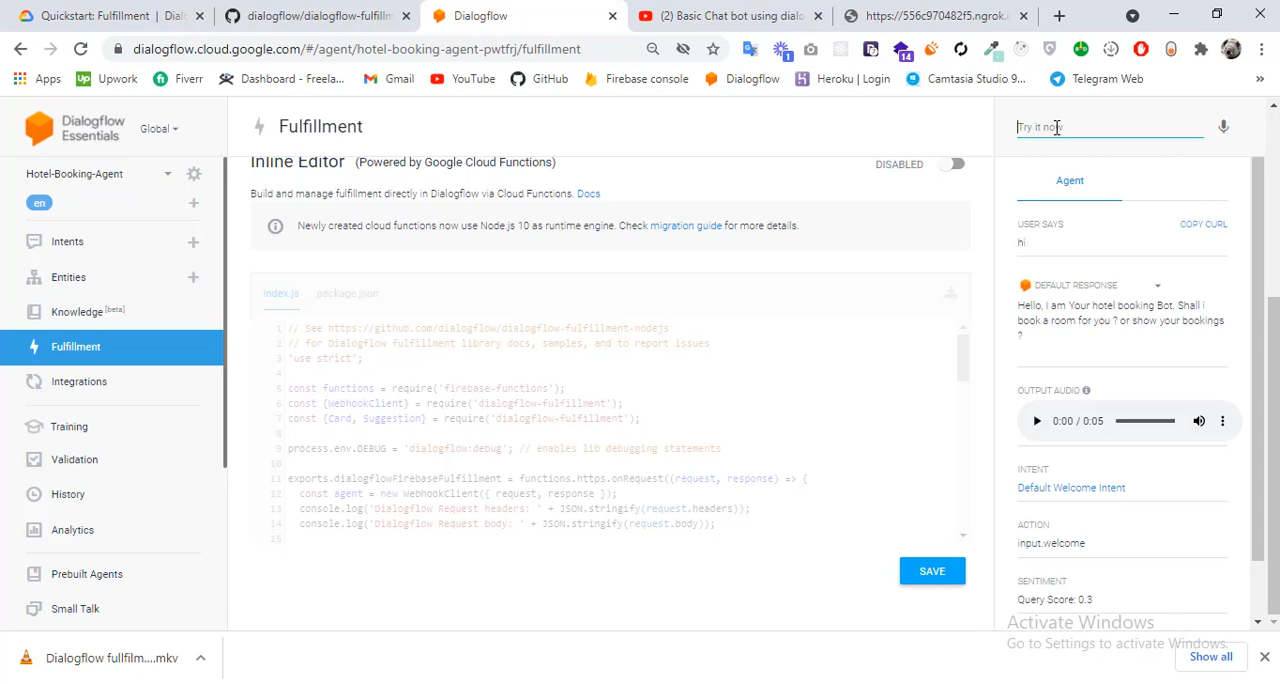 Quickstart: Fulfillment | Dial
dialogflow/dialogflow-fulfillm
Dialogflow
(2) Basic Chat bot using dialo
https://556c970482f5.ngrok.
dialogflow.cloud.google.com/#/agent/hotel-booking-agent-pwtfrj/fulfillment
Apps
Upwork
Fiverr
Dashboard - Freela...
Gmail
YouTube
GitHub
Firebase console
Dialogflow
Heroku | Login
Camtasia Studio 9...
Telegram Web
»
14
1
Dialogflow
Essentials
Global
Fulfillment
Try it now
Hotel-Booking-Agent
en
Intents
Entities
Knowledge [beta]
Fulfillment
Integrations
Training
Validation
History
Analytics
Prebuilt Agents
Small Talk
Inline Editor (Powered by Google Cloud Functions)
DISABLED
Build and manage fulfillment directly in Dialogflow via Cloud Functions. Docs
Newly created cloud functions now use Node.js 10 as runtime engine. Check migration guide for more details.
index.js package.json
1 // See https://github.com/dialogflow/dialogflow-fulfillment-nodejs
2 // for Dialogflow fulfillment library docs, samples, and to report issues
3 'use strict';
4
5 const functions = require('firebase-functions');
6 const {WebhookClient} = require('dialogflow-fulfillment');
7 const {Card, Suggestion} = require('dialogflow-fulfillment');
8
9 process.env.DEBUG = 'dialogflow:debug'; // enables lib debugging statements
10
11 exports.dialogflowFirebaseFulfillment = functions.https.onRequest((request, response) => {
12 const agent = new WebhookClient({ request, response });
13 console.log('Dialogflow Request headers: ' + JSON.stringify(request.headers));
14 console.log('Dialogflow Request body: ' + JSON.stringify(request.body));
15
SAVE
Agent
USER SAYS
COPY CURL
hi
DEFAULT RESPONSE
Hello, I am Your hotel booking Bot. Shall i
book a room for you ? or show your bookings
?
OUTPUT AUDIO
0:00 / 0:05
INTENT
Default Welcome Intent
ACTION
input.welcome
SENTIMENT
Query Score: 0.3
Activate Windows
Go to Settings to activate Windows.
Dialogflow fullfilm....mkv
Show all